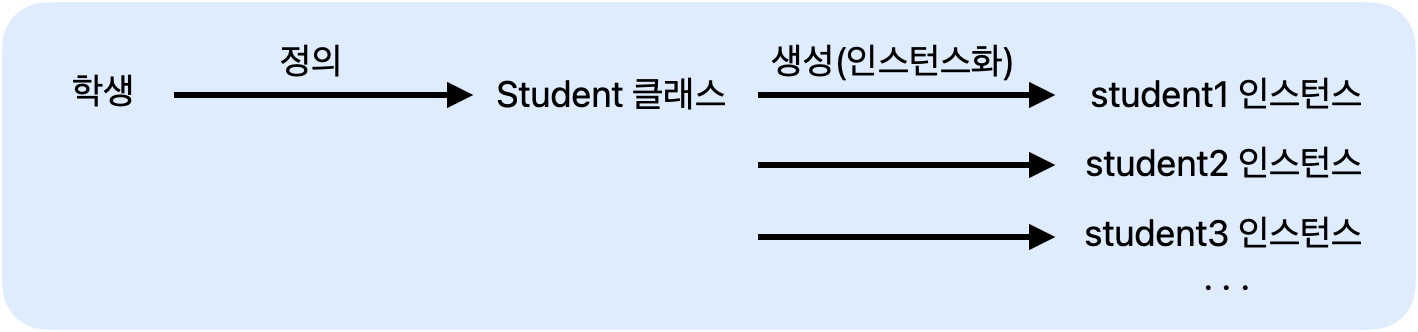 정의
생성(인스턴스화)
학생
Student 클래스
student1 인스턴스
student2 인스턴스
student3 인스턴스
...